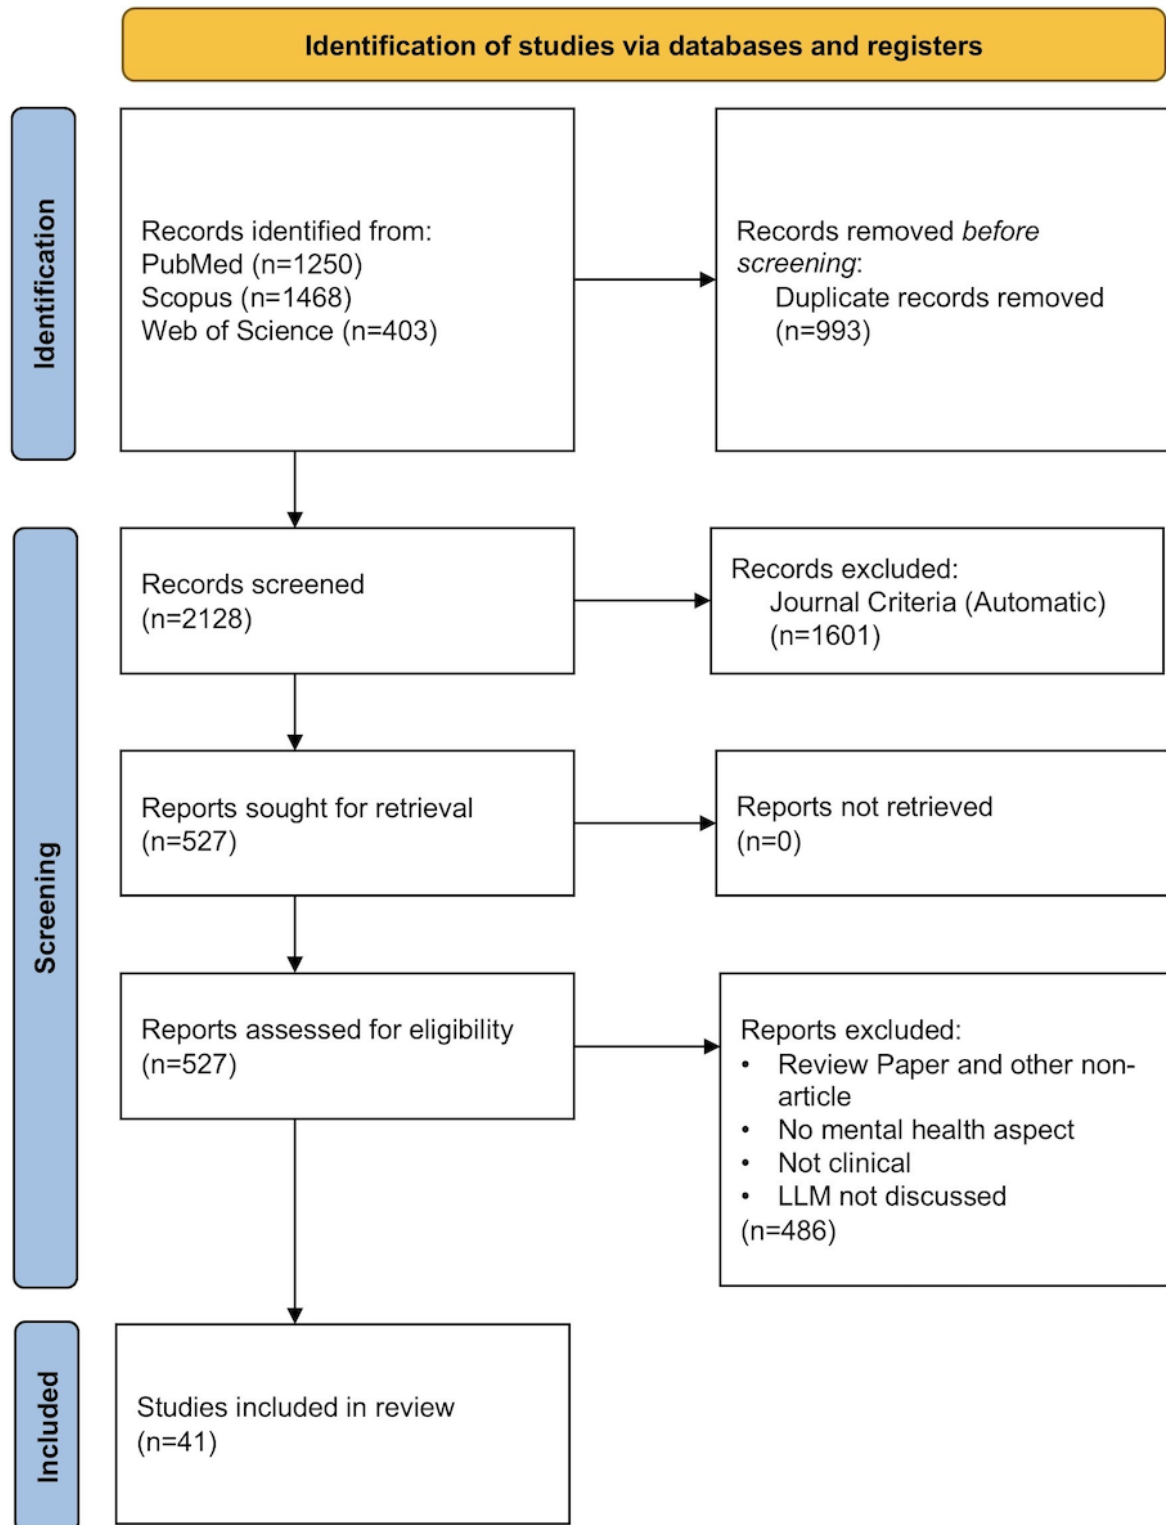 Identification of studies via databases and registers
Identification
Records identified from:
PubMed (n=1250)
Scopus (n=1468)
Web of Science (n=403)
Records removed before
screening:
Duplicate records removed
(n=993)
Screening
Records screened
(n=2128)
Records excluded:
Journal Criteria (Automatic)
(n=1601)
Reports sought for retrieval
(n=527)
Reports not retrieved
(n=0)
Reports assessed for eligibility
(n=527)
Reports excluded:
• Review Paper and other non-
article
• No mental health aspect
• Not clinical
• LLM not discussed
(n=486)
Included
Studies included in review
(n=41)